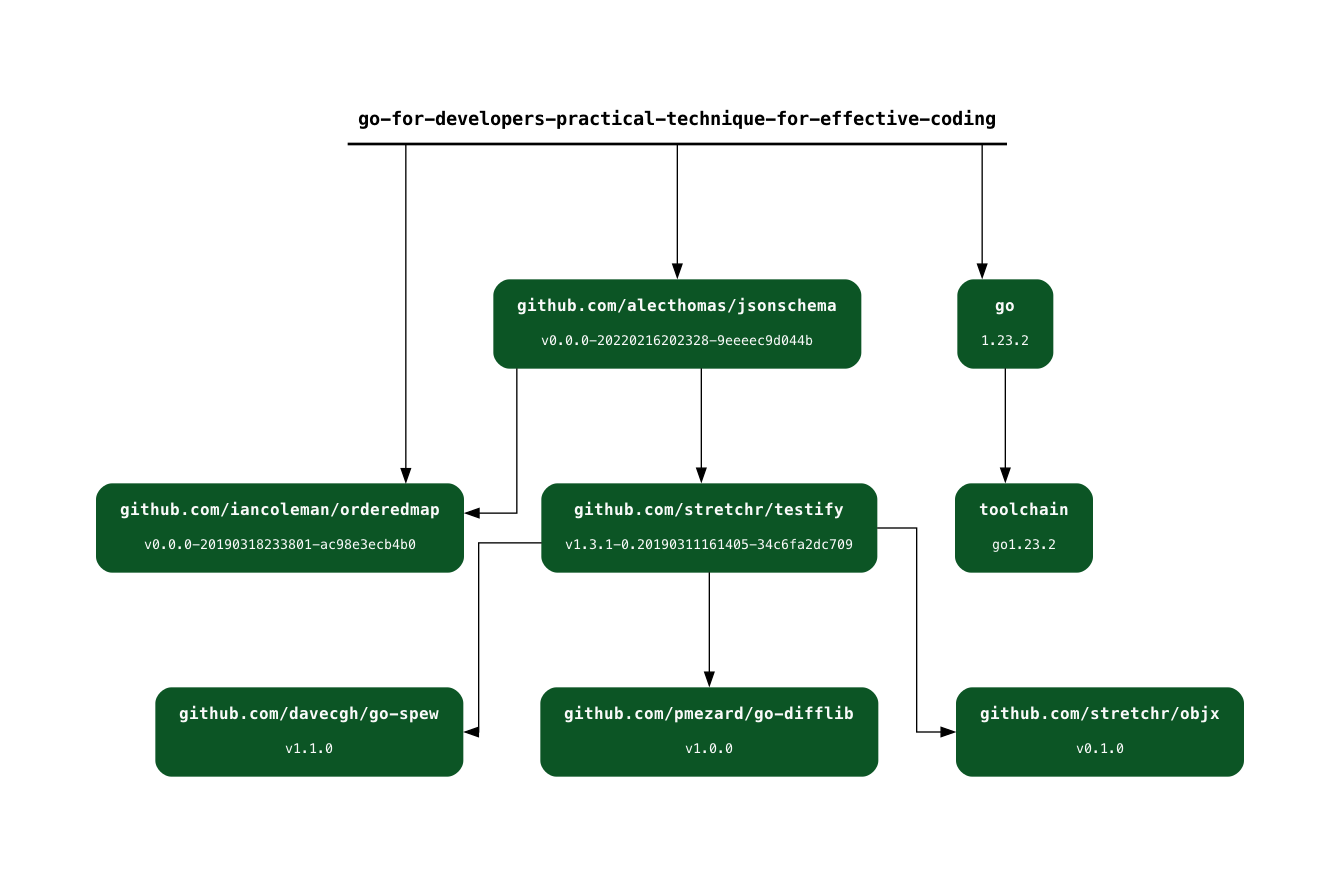 go-for-developers-practical-technique-for-effective-coding
github.com/alecthomas/jsonschema
v0.0.0-20220216202328-9eeeec9d044b
go
1.23.2
github.com/iancoleman/orderedmap
v0.0.0-20190318233801-ac98e3ecb4b0
github.com/stretchr/testify
v1.3.1-0.20190311161405-34c6fa2dc709
toolchain
go1.23.2
github.com/davecgh/go-spew
v1.1.0
github.com/pmezard/go-difflib
v1.0.0
github.com/stretchr/objx
v0.1.0